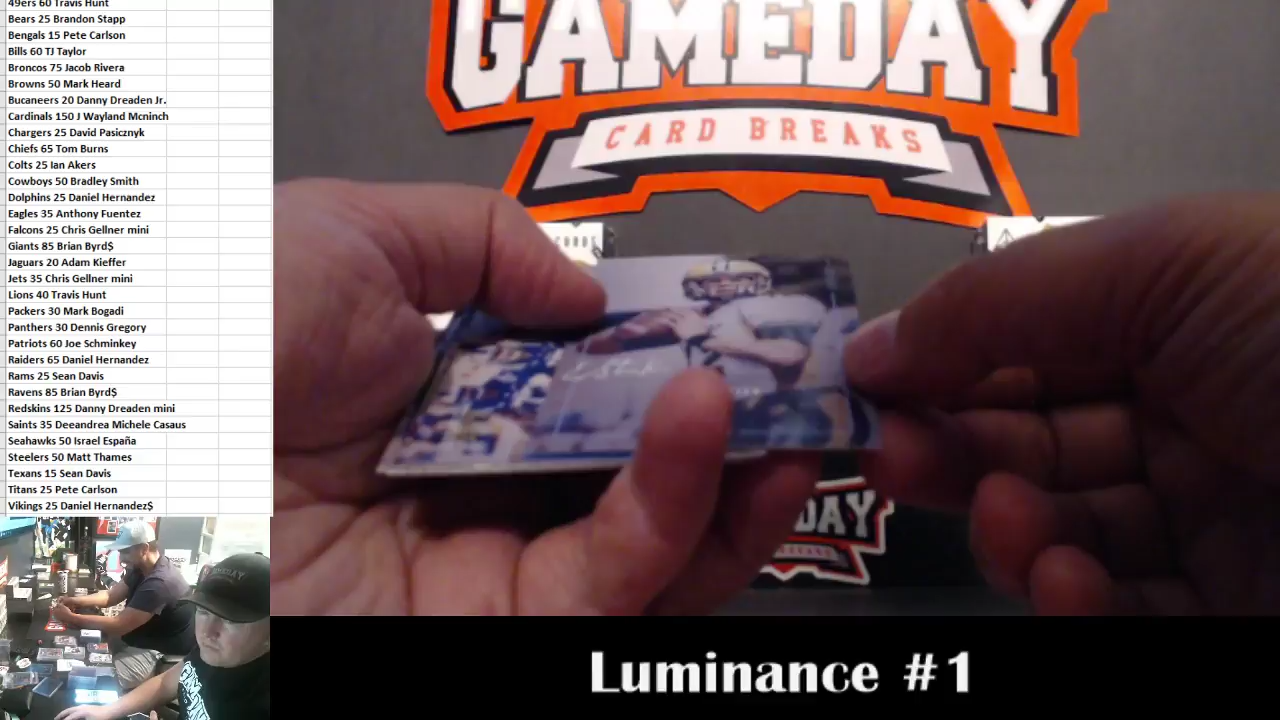 49ers 60 Travis Hunt
Bears 25 Brandon Stapp
Bengals 15 Pete Carlson
Bills 60 TJ Taylor
Broncos 75 Jacob Rivera
Browns 50 Mark Heard
Bucaneers 20 Danny Dreaden Jr.
Cardinals 150 J Wayland Mcninch
Chargers 25 David Pasicznyk
Chiefs 65 Tom Burns
Colts 25 Ian Akers
Cowboys 50 Bradley Smith
Dolphins 25 Daniel Hernandez
Eagles 35 Anthony Fuentez
Falcons 25 Chris Gellner mini
Giants 85 Brian Byrd$
Jaguars 20 Adam Kieffer
Jets 35 Chris Gellner mini
Lions 40 Travis Hunt
Packers 30 Mark Bogadi
Panthers 30 Dennis Gregory
Patriots 60 Joe Schminkey
Raiders 65 Daniel Hernandez
Rams 25 Sean Davis
Ravens 85 Brian Byrd$
Redskins 125 Danny Dreaden mini
Saints 35 Deeandrea Michele Casaus
Seahawks 50 Israel España
Steelers 50 Matt Thames
Texans 15 Sean Davis
Titans 25 Pete Carlson
Vikings 25 Daniel Hernandez$
GAMEDAY
CARD BREAKS
Luminance #1